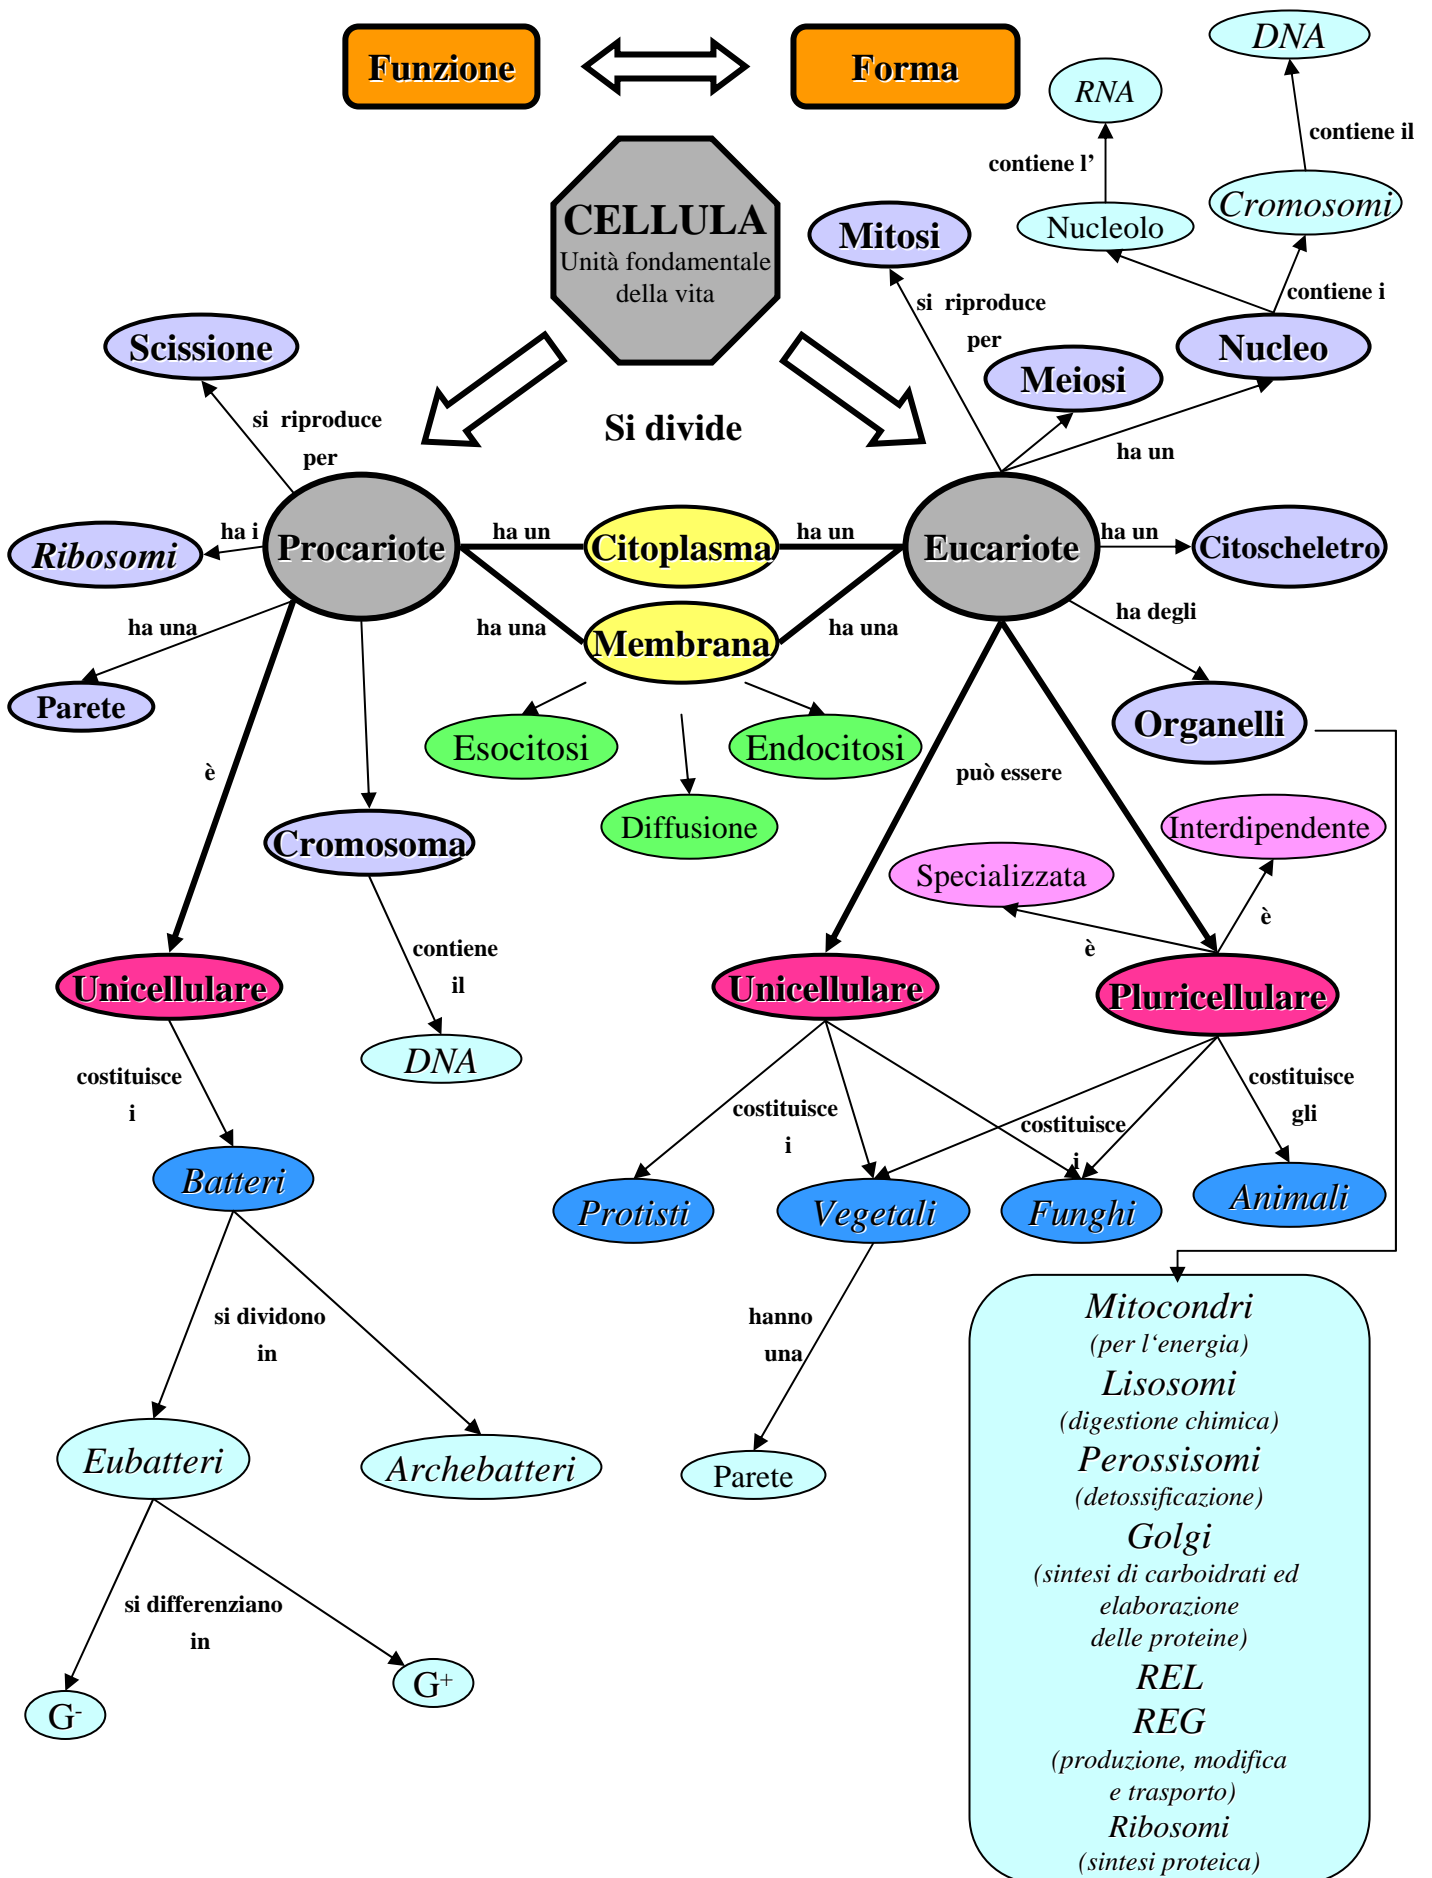 Funzione
Forma
DNA
RNA
contiene il
contiene l’
Cromosomi
Nucleolo
CELLULA
Unità fondamentale
della vita
Mitosi
contiene i
si riproduce
per
Scissione
Nucleo
Meiosi
si riproduce
per
Si divide
ha un
Ribosomi
ha i
Procariote
ha un
Citoplasma
ha un
Eucariote
ha un
Citoscheletro
ha una
ha una
Membrana
ha una
ha degli
Parete
Organelli
Esocitosi
Endocitosi
è
può essere
Diffusione
Interdipendente
Cromosoma
Specializzata
è
è
contiene
il
Unicellulare
Unicellulare
Pluricellulare
DNA
costituisce
i
costituisce
i
costituisce
i
costituisce
gli
Batteri
Protisti
Vegetali
Funghi
Animali
si dividono
in
hanno
una
Eubatteri
Archebatteri
Parete
si differenziano
in
G-
G+
Mitocondri
(per l‘energia)
Lisosomi
(digestione chimica)
Perossisomi
(detossificazione)
Golgi
(sintesi di carboidrati ed
elaborazione
delle proteine)
REL
REG
(produzione, modifica
e trasporto)
Ribosomi
(sintesi proteica)